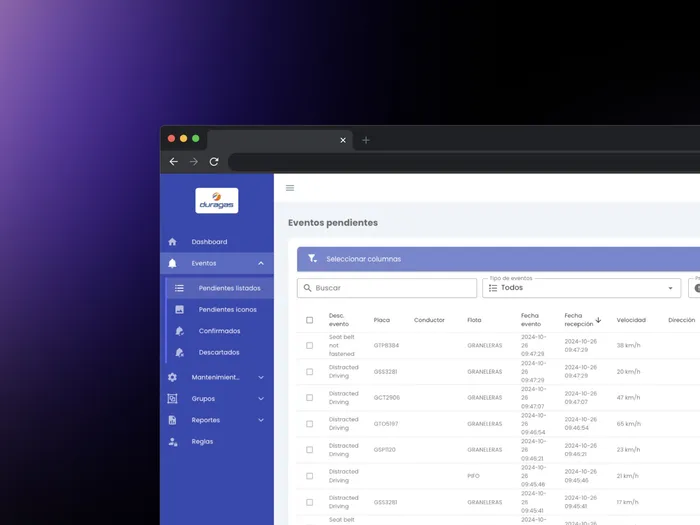 duragas
Dashboard
Eventos
Pendientes listados
Pendientes iconos
Confirmados
Descartados
Mantenimient...
Grupos
Reportes
Reglas
Eventos pendientes
Seleccionar columnas
Buscar
Tipo de eventos
Todos
Desc. evento Placa Conductor Flota Fecha evento Fecha recepción Velocidad Dirección
Seat belt not fastened GTP8384 GRANELERAS 2024-10-26 09:47:29 2024-10-26 09:47:29 38 km/h
Distracted Driving GSS3281 GRANELERAS 2024-10-26 09:47:29 2024-10-26 09:47:29 20 km/h
Distracted Driving GCT2906 GRANELERAS 2024-10-26 09:47:07 2024-10-26 09:47:07 47 km/h
Distracted Driving GTO5197 GRANELERAS 2024-10-26 09:46:54 2024-10-26 09:46:54 65 km/h
Distracted Driving GSP1120 GRANELERAS 2024-10-26 09:46:21 2024-10-26 09:46:21 23 km/h
Distracted Driving PIFO 2024-10-26 09:45:46 2024-10-26 09:45:46 21 km/h
Distracted Driving GSS3281 GRANELERAS 2024-10-26 09:45:41 2024-10-26 09:45:41 17 km/h
Seat belt 2024-10-